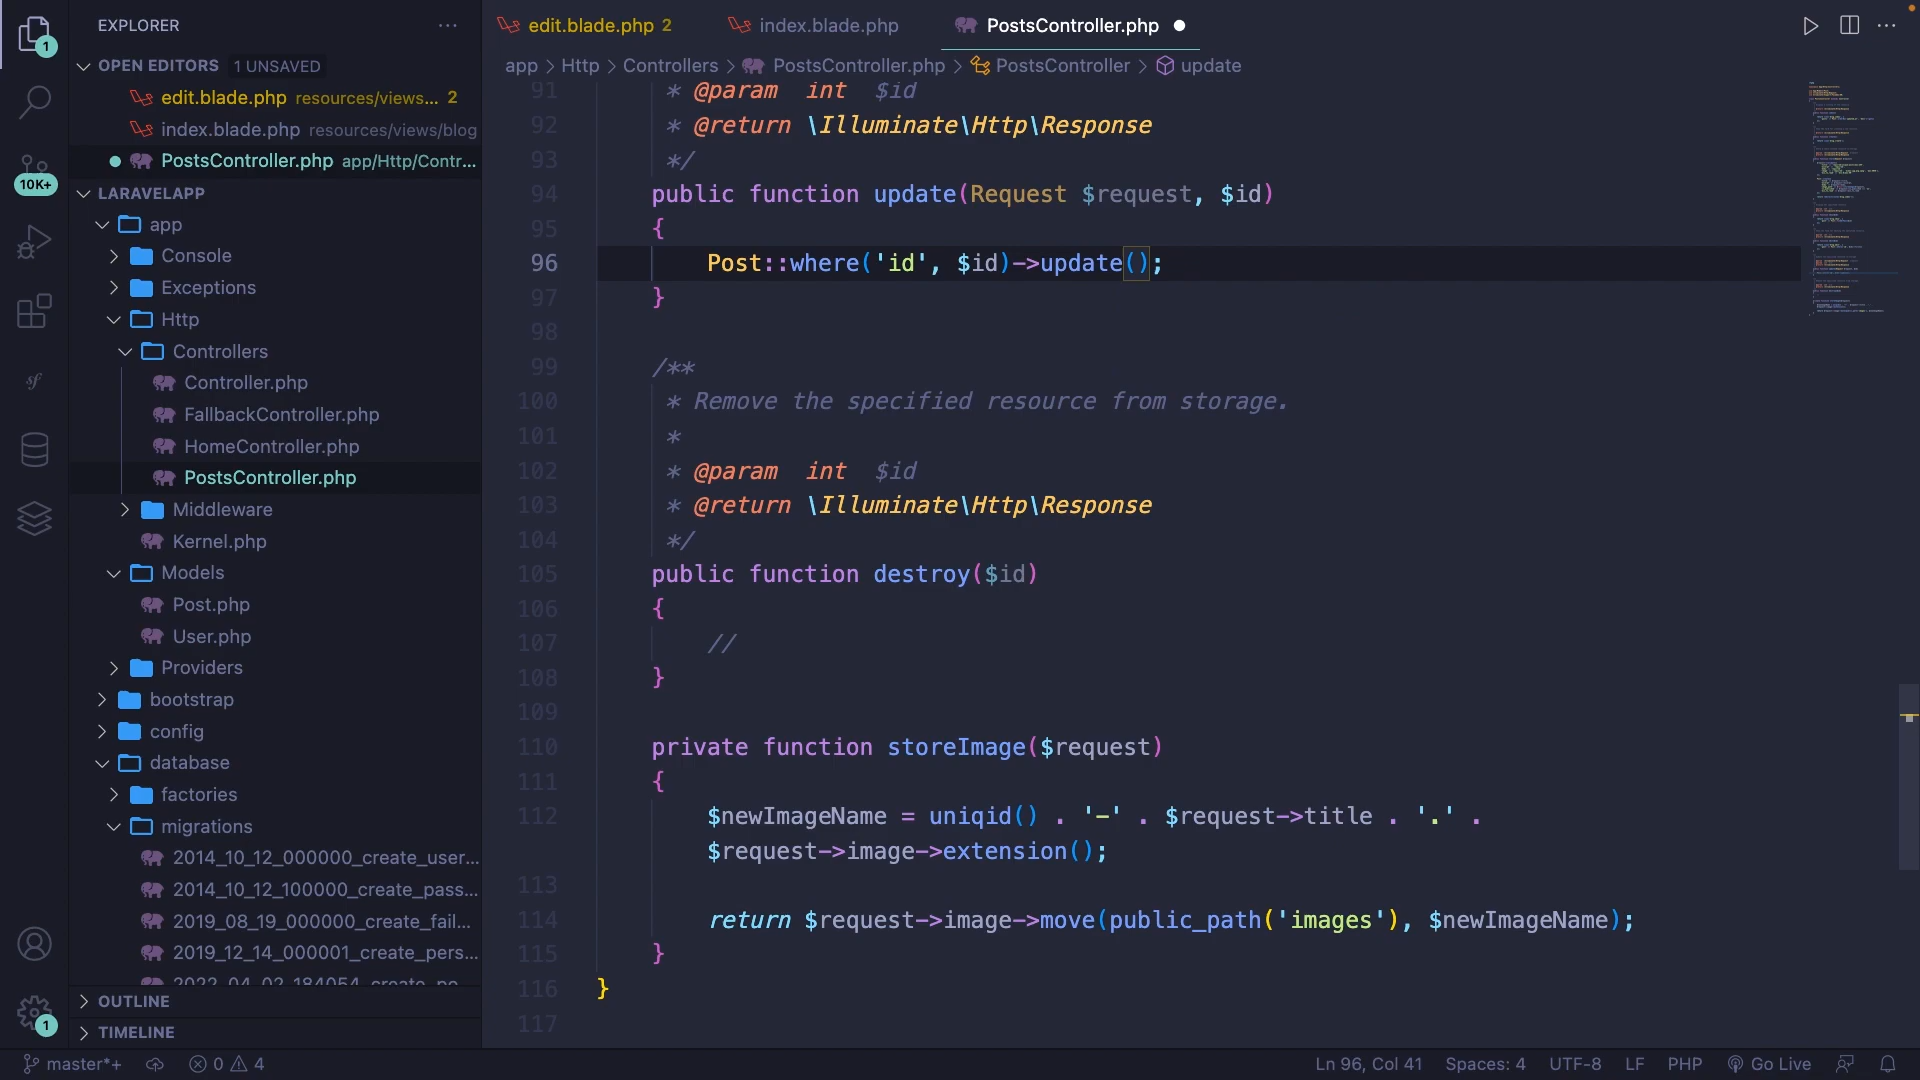 EXPLORER
edit.blade.php 2
index.blade.php
PostsController.php
OPEN EDITORS 1 UNSAVED
app > Http > Controllers > PostsController.php > PostsController > update
edit.blade.php resources/views... 2
index.blade.php resources/views/blog
PostsController.php app/Http/Contr...
LARAVELAPP
app
Console
Exceptions
Http
Controllers
Controller.php
FallbackController.php
HomeController.php
PostsController.php
Middleware
Kernel.php
Models
Post.php
User.php
Providers
bootstrap
config
database
factories
migrations
2014_10_12_000000_create_user...
2014_10_12_100000_create_pass...
2019_08_19_000000_create_fail...
2019_12_14_000001_create_pers...
2022_04_02_184054_create_po
OUTLINE
TIMELINE
1
10K+
1
91 * @param  int  $id
92 * @return \Illuminate\Http\Response
93 */
94 public function update(Request $request, $id)
95 {
96 Post::where('id', $id)->update();
97 }
98
99 /**
100 * Remove the specified resource from storage.
101 *
102 * @param  int  $id
103 * @return \Illuminate\Http\Response
104 */
105 public function destroy($id)
106 {
107 //
108 }
109
110 private function storeImage($request)
111 {
112 $newImageName = uniqid() . '-' . $request->title . '.' .
$request->image->extension();
113
114 return $request->image->move(public_path('images'), $newImageName);
115 }
116 }
117
master*+ 0 4 Ln 96, Col 41 Spaces: 4 UTF-8 LF PHP Go Live